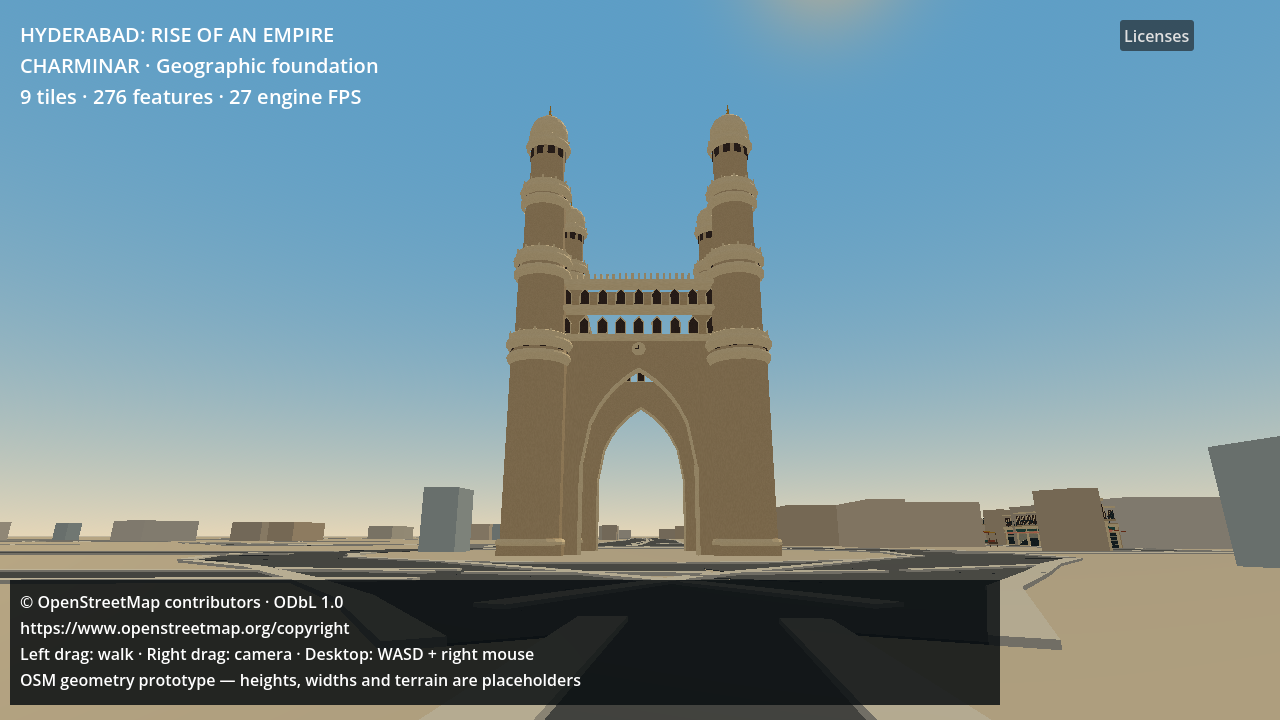 HYDERABAD: RISE OF AN EMPIRE
CHARMINAR · Geographic foundation
9 tiles · 276 features · 27 engine FPS
Licenses
© OpenStreetMap contributors · ODbL 1.0
https://www.openstreetmap.org/copyright
Left drag: walk · Right drag: camera · Desktop: WASD + right mouse
OSM geometry prototype — heights, widths and terrain are placeholders